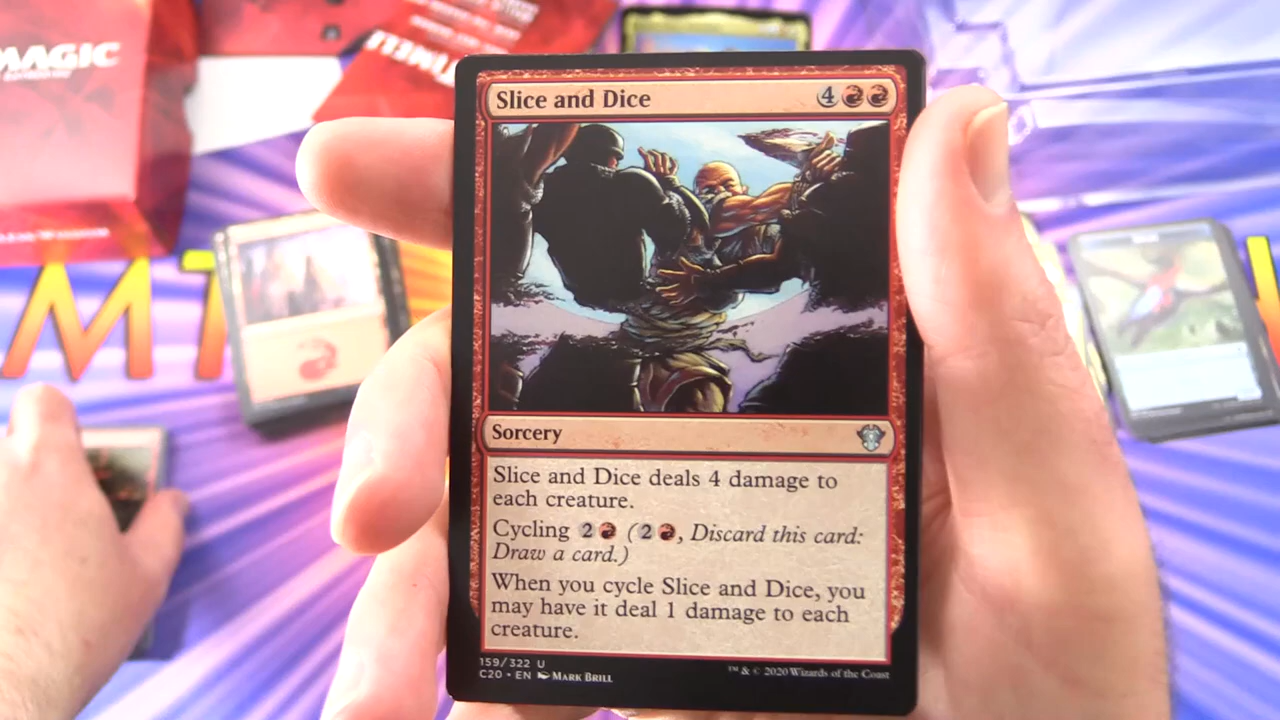 MAGIC
Slice and Dice
4
Sorcery
Slice and Dice deals 4 damage to
each creature.
Cycling 2 (2, Discard this card:
Draw a card.)
When you cycle Slice and Dice, you
may have it deal 1 damage to each
creature.
159/322 U
C20 • EN MARK BRILL
™ & © 2020 Wizards of the Coast
MT